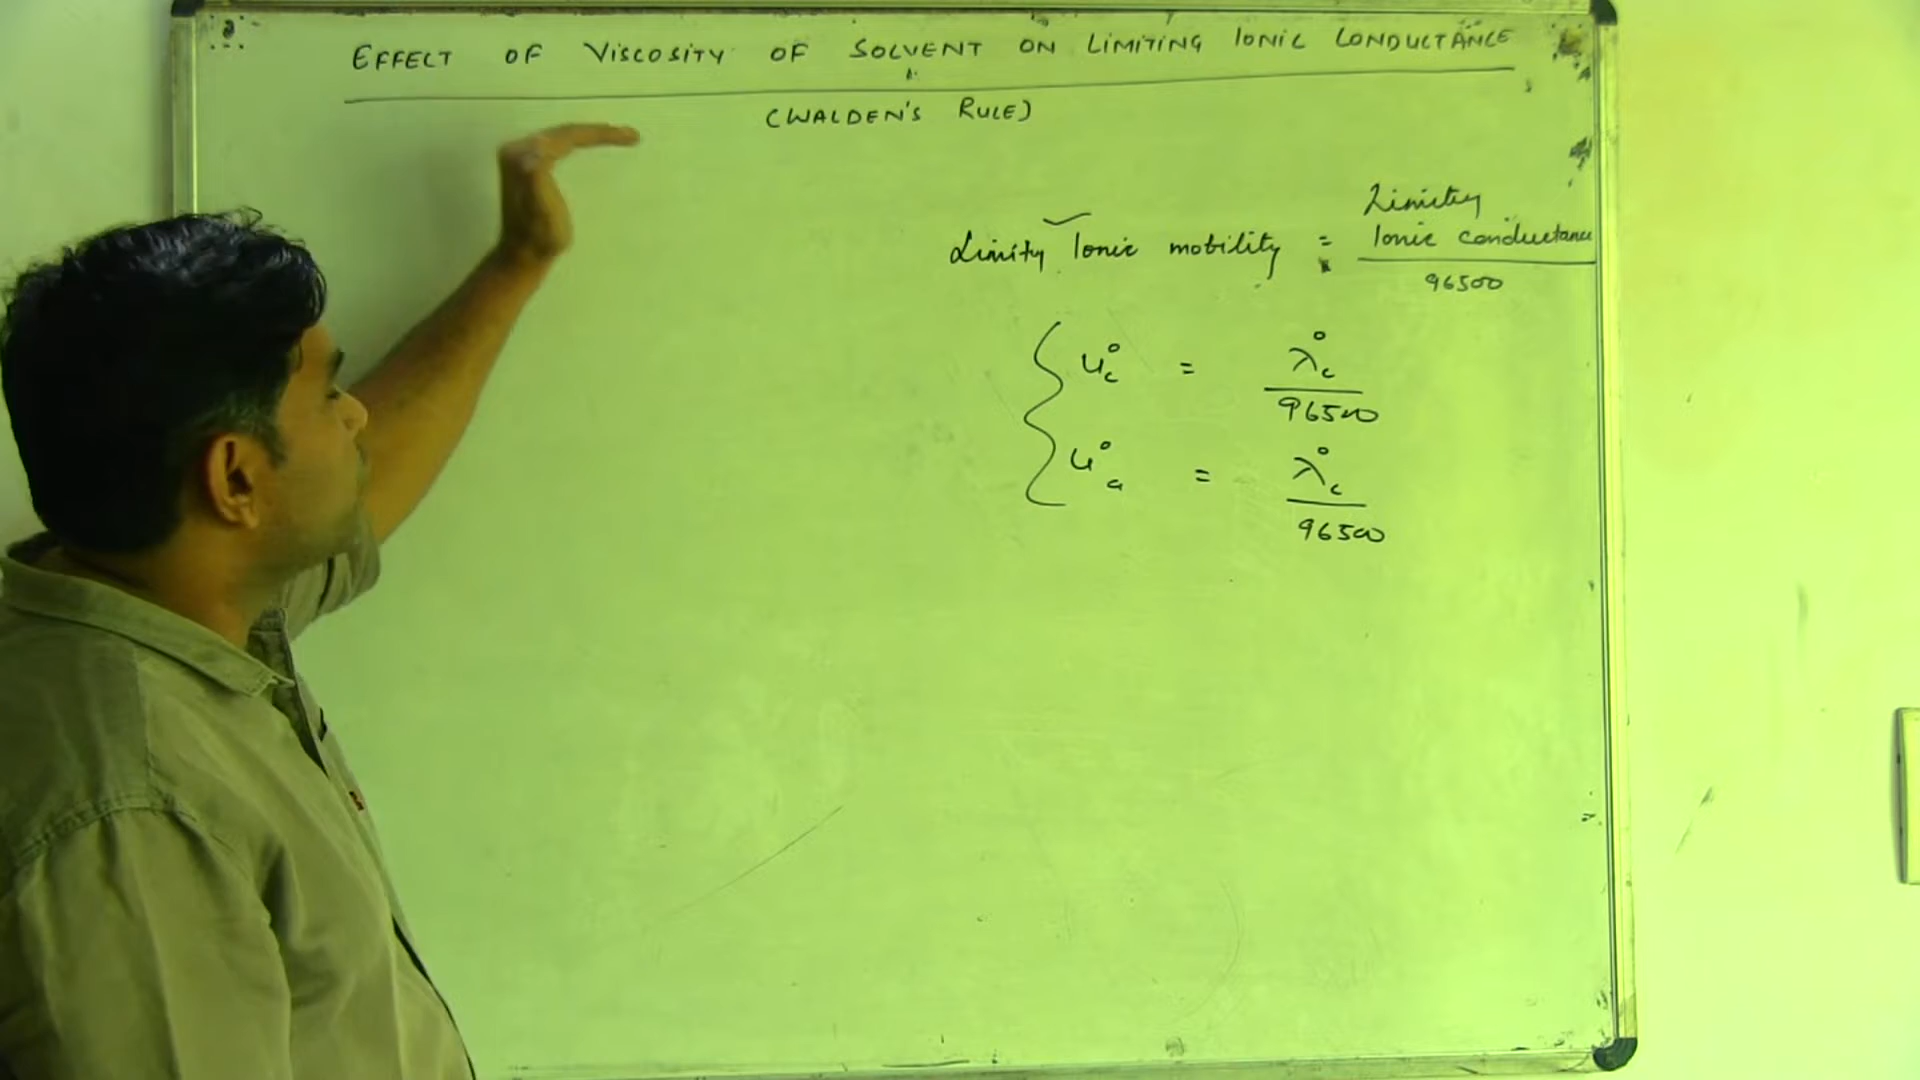 EFFECT OF VISCOSITY OF SOLVENT ON LIMITING IONIC CONDUCTANCE
(WALDEN'S RULE)
Limity Ionic mobility = Limity Ionic conductance / 96500
u°c = λ°c / 96500
u°a = λ°c / 96500